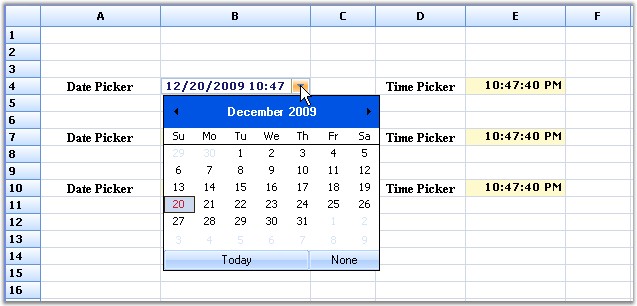 A B C D E F
1
2
3
4 Date Picker 12/20/2009 10:47 Time Picker 10:47:40 PM
5 December 2009
6 Su Mo Tu We Th Fr Sa
7 Date Picker 29 30 1 2 3 4 5 Time Picker 10:47:40 PM
8 6 7 8 9 10 11 12
9
10 Date Picker 13 14 15 16 17 18 19 Time Picker 10:47:40 PM
11 20 21 22 23 24 25 26
12 27 28 29 30 31 1 2
13 3 4 5 6 7 8 9
14 Today None
15
16